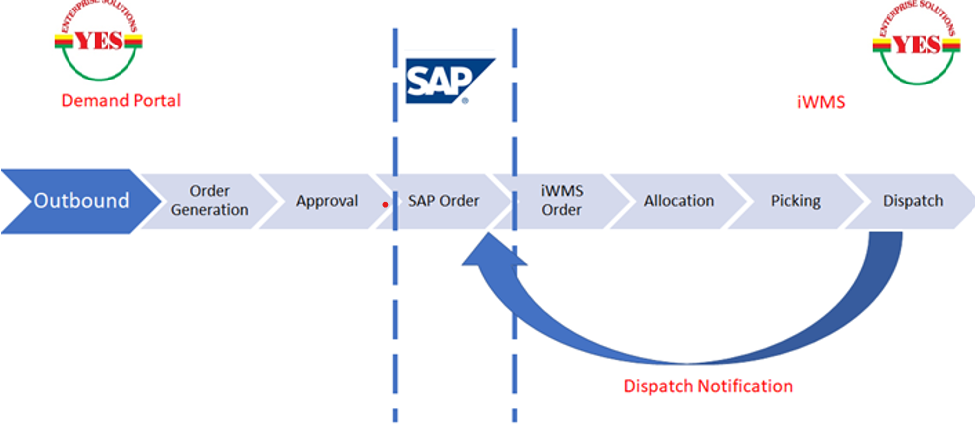 ENTERPRISE SOLUTIONS
YES
Demand Portal
SAP
®
ENTERPRISE SOLUTIONS
YES
iWMS
Outbound
Order
Generation
Approval
SAP Order
iWMS
Order
Allocation
Picking
Dispatch
Dispatch Notification